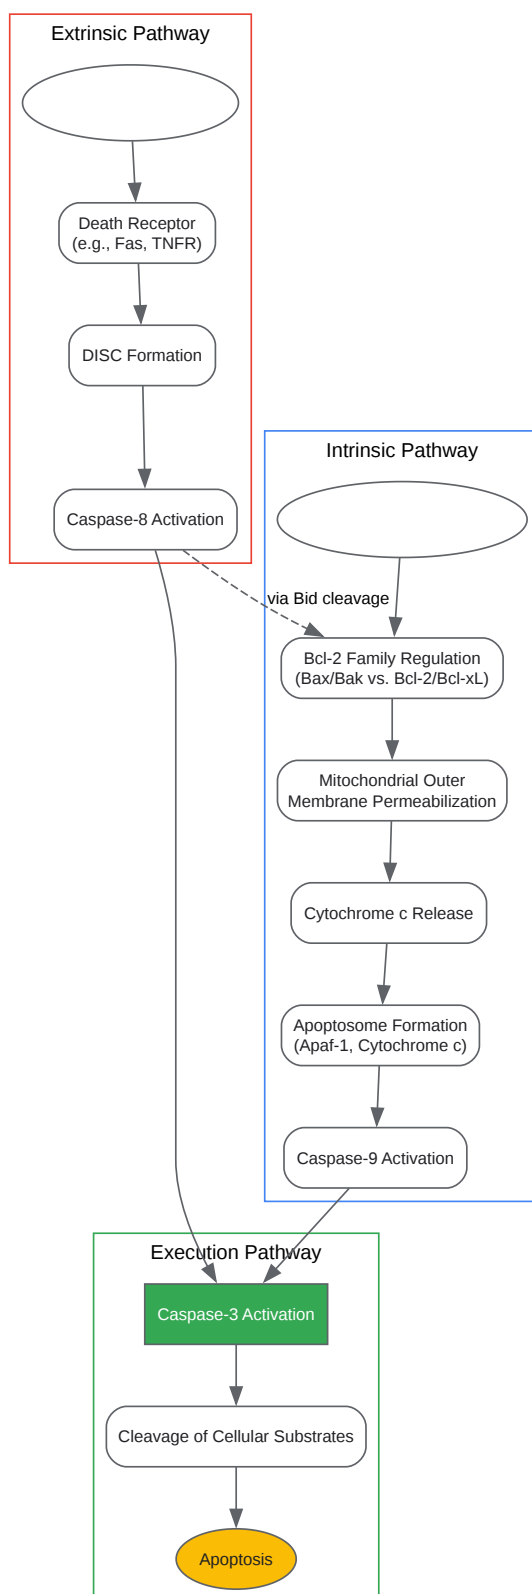 Extrinsic Pathway
Death Receptor
(e.g., Fas, TNFR)
DISC Formation
Caspase-8 Activation
Intrinsic Pathway
via Bid cleavage
Bcl-2 Family Regulation
(Bax/Bak vs. Bcl-2/Bcl-xL)
Mitochondrial Outer
Membrane Permeabilization
Cytochrome c Release
Apoptosome Formation
(Apaf-1, Cytochrome c)
Caspase-9 Activation
Execution Pathway
Caspase-3 Activation
Cleavage of Cellular Substrates
Apoptosis